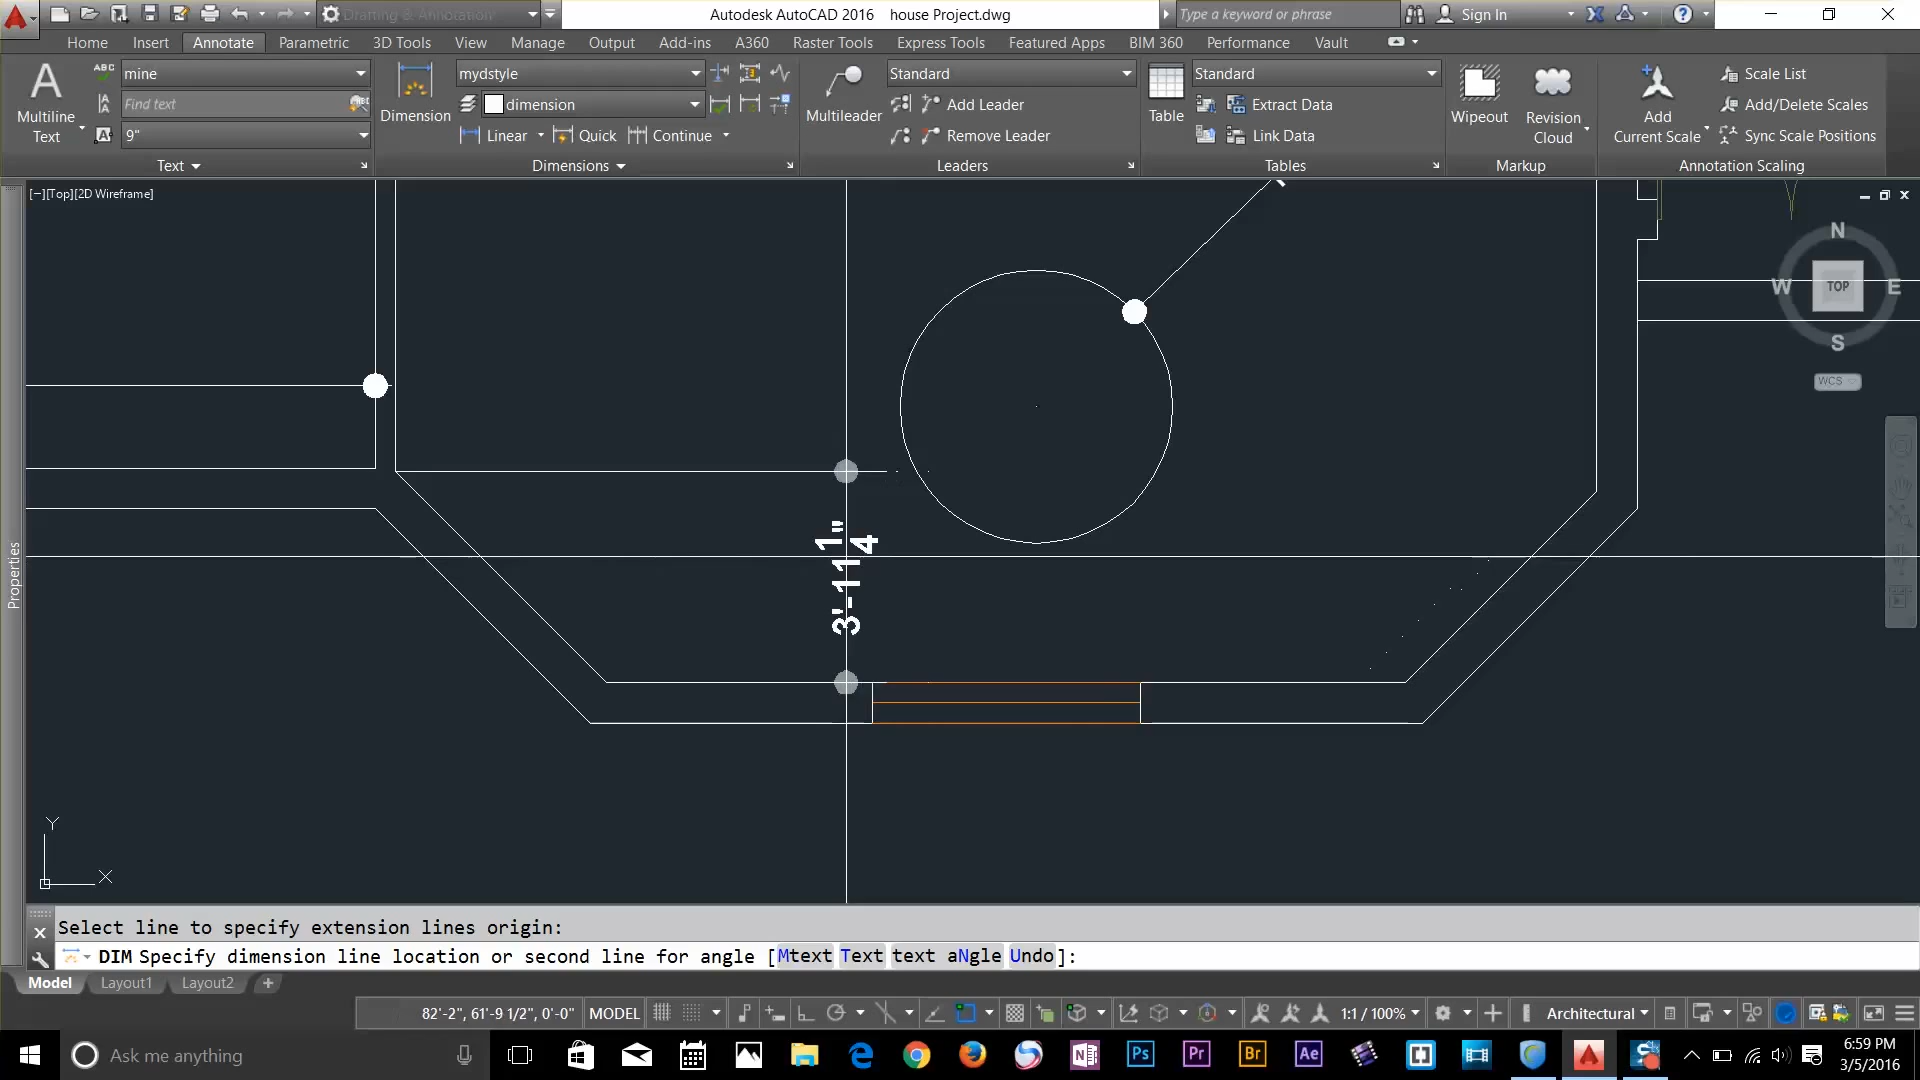 Drafting & Annotation
Autodesk AutoCAD 2016 house Project.dwg
Type a keyword or phrase
Sign In
Home Insert Annotate Parametric 3D Tools View Manage Output Add-ins A360 Raster Tools Express Tools Featured Apps BIM 360 Performance Vault
Multiline Text
mine
Find text
9"
Text
Dimension
mydstyle
dimension
Linear Quick Continue
Dimensions
Multileader
Standard
Add Leader
Remove Leader
Leaders
Table
Standard
Extract Data
Link Data
Tables
Wipeout
Revision Cloud
Markup
Add Current Scale
Scale List
Add/Delete Scales
Sync Scale Positions
Annotation Scaling
[−][Top][2D Wireframe]
N
W TOP E
S
WCS
3'-11 1/4"
Properties
Y
X
Select line to specify extension lines origin:
DIM Specify dimension line location or second line for angle [Mtext Text text aNgle Undo]:
Model Layout1 Layout2 +
82'-2", 61'-9 1/2", 0'-0" MODEL 1:1 / 100% Architectural
Ask me anything
Ps Pr Br Ae
6:59 PM
3/5/2016